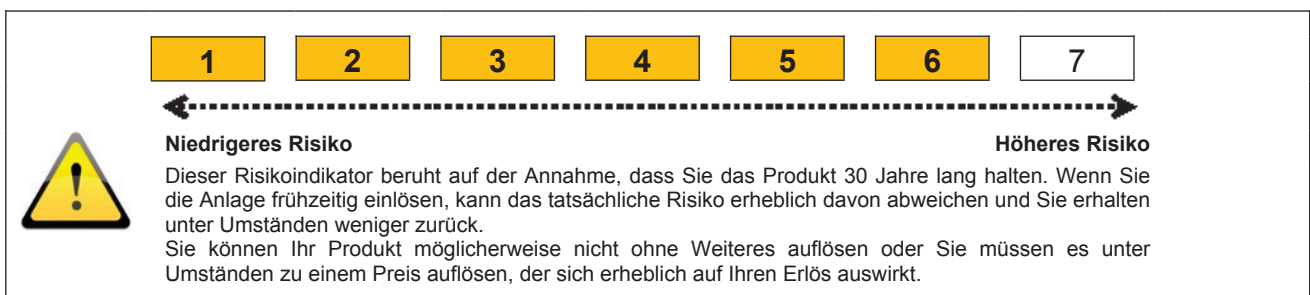 1 2 3 4 5 6 7
Niedrigeres Risiko Höheres Risiko
Dieser Risikoindikator beruht auf der Annahme, dass Sie das Produkt 30 Jahre lang halten. Wenn Sie
die Anlage frühzeitig einlösen, kann das tatsächliche Risiko erheblich davon abweichen und Sie erhalten
unter Umständen weniger zurück.
Sie können Ihr Produkt möglicherweise nicht ohne Weiteres auflösen oder Sie müssen es unter
Umständen zu einem Preis auflösen, der sich erheblich auf Ihren Erlös auswirkt.